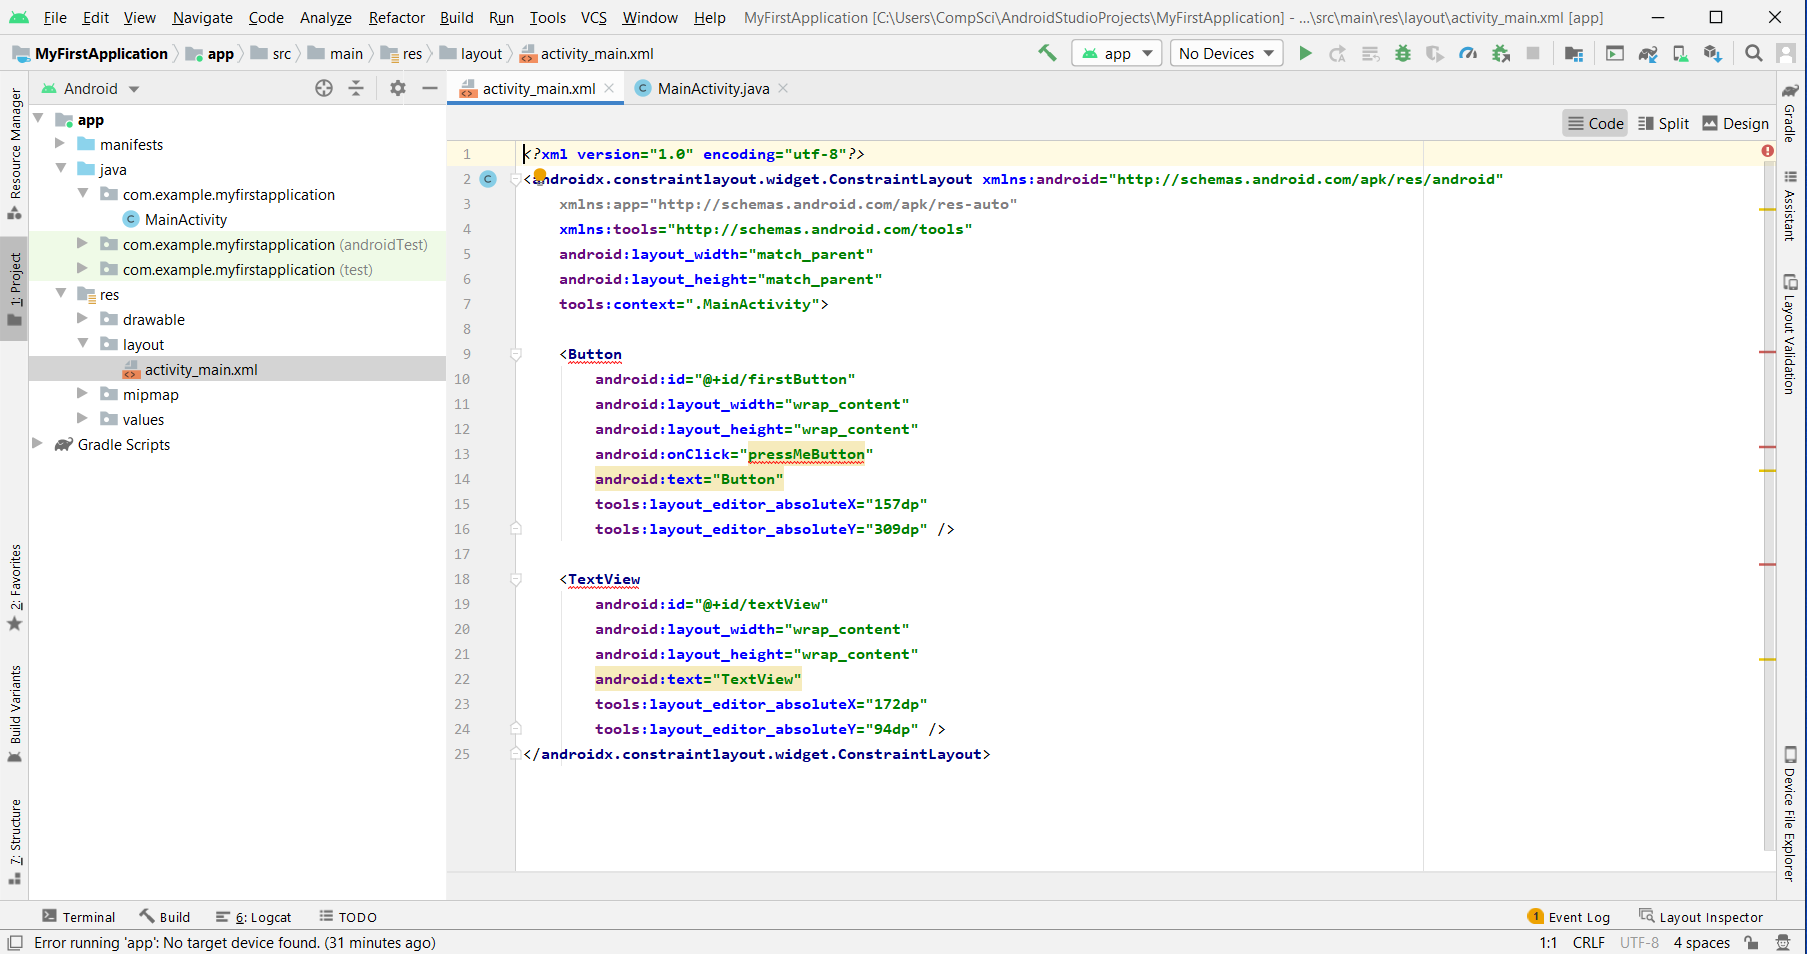 File Edit View Navigate Code Analyze Refactor Build Run Tools VCS Window Help MyFirstApplication [C:\Users\CompSci\AndroidStudioProjects\MyFirstApplication] - ...\src\main\res\layout\activity_main.xml [app]
MyFirstApplication app src main res layout activity_main.xml app No Devices
Android
activity_main.xml MainActivity.java
Code Split Design
Resource Manager
1: Project
2: Favorites
Build Variants
7: Structure
app
manifests
java
com.example.myfirstapplication
MainActivity
com.example.myfirstapplication (androidTest)
com.example.myfirstapplication (test)
res
drawable
layout
activity_main.xml
mipmap
values
Gradle Scripts
1 <?xml version="1.0" encoding="utf-8"?>
2 <androidx.constraintlayout.widget.ConstraintLayout xmlns:android="http://schemas.android.com/apk/res/android"
3 xmlns:app="http://schemas.android.com/apk/res-auto"
4 xmlns:tools="http://schemas.android.com/tools"
5 android:layout_width="match_parent"
6 android:layout_height="match_parent"
7 tools:context=".MainActivity">
8
9 <Button
10 android:id="@+id/firstButton"
11 android:layout_width="wrap_content"
12 android:layout_height="wrap_content"
13 android:onClick="pressMeButton"
14 android:text="Button"
15 tools:layout_editor_absoluteX="157dp"
16 tools:layout_editor_absoluteY="309dp" />
17
18 <TextView
19 android:id="@+id/textView"
20 android:layout_width="wrap_content"
21 android:layout_height="wrap_content"
22 android:text="TextView"
23 tools:layout_editor_absoluteX="172dp"
24 tools:layout_editor_absoluteY="94dp" />
25 </androidx.constraintlayout.widget.ConstraintLayout>
Gradle
Assistant
Layout Validation
Device File Explorer
Terminal Build 6: Logcat TODO 1 Event Log Layout Inspector
Error running 'app': No target device found. (31 minutes ago) 1:1 CRLF UTF-8 4 spaces